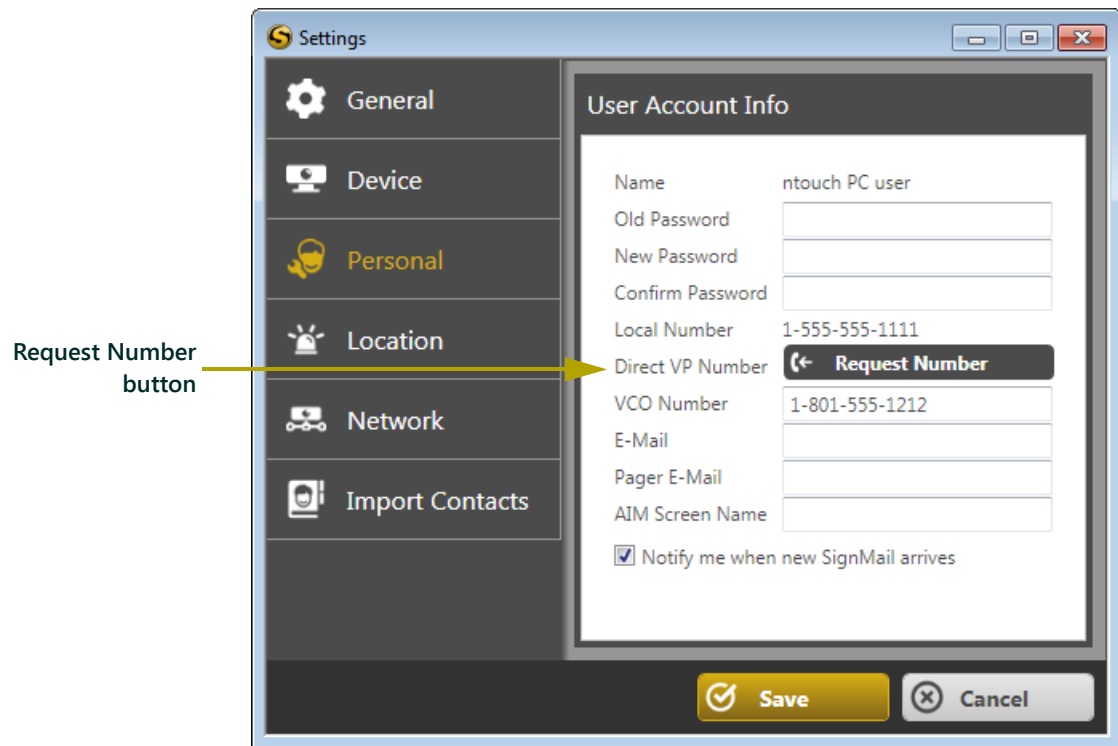 Settings
General
Device
Personal
Location
Network
Import Contacts
Request Number
button
User Account Info
Name ntouch PC user
Old Password
New Password
Confirm Password
Local Number 1-555-555-1111
Direct VP Number Request Number
VCO Number 1-801-555-1212
E-Mail
Pager E-Mail
AIM Screen Name
Notify me when new SignMail arrives
Save Cancel